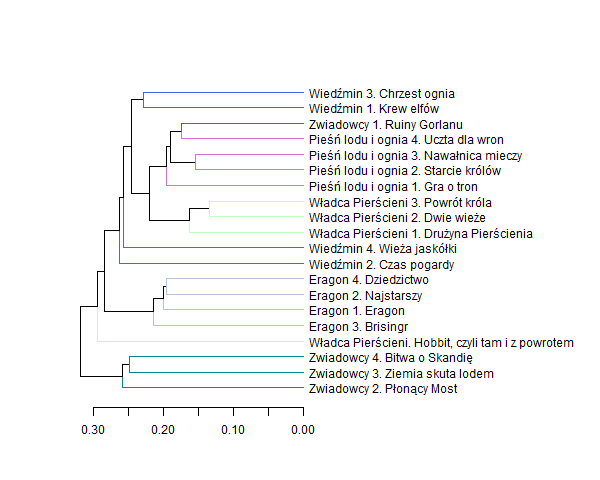 Wiedźmin 3. Chrzest ognia
Wiedźmin 1. Krew elfów
Zwiadowcy 1. Ruiny Gorlanu
Pieśń lodu i ognia 4. Uczta dla wron
Pieśń lodu i ognia 3. Nawałnica mieczy
Pieśń lodu i ognia 2. Starcie królów
Pieśń lodu i ognia 1. Gra o tron
Władca Pierścieni 3. Powrót króla
Władca Pierścieni 2. Dwie wieże
Władca Pierścieni 1. Drużyna Pierścienia
Wiedźmin 4. Wieża jaskółki
Wiedźmin 2. Czas pogardy
Eragon 4. Dziedzictwo
Eragon 2. Najstarszy
Eragon 1. Eragon
Eragon 3. Brisingr
Władca Pierścieni. Hobbit, czyli tam i z powrotem
Zwiadowcy 4. Bitwa o Skandię
Zwiadowcy 3. Ziemia skuta lodem
Zwiadowcy 2. Płonący Most
0.30 0.20 0.10 0.00